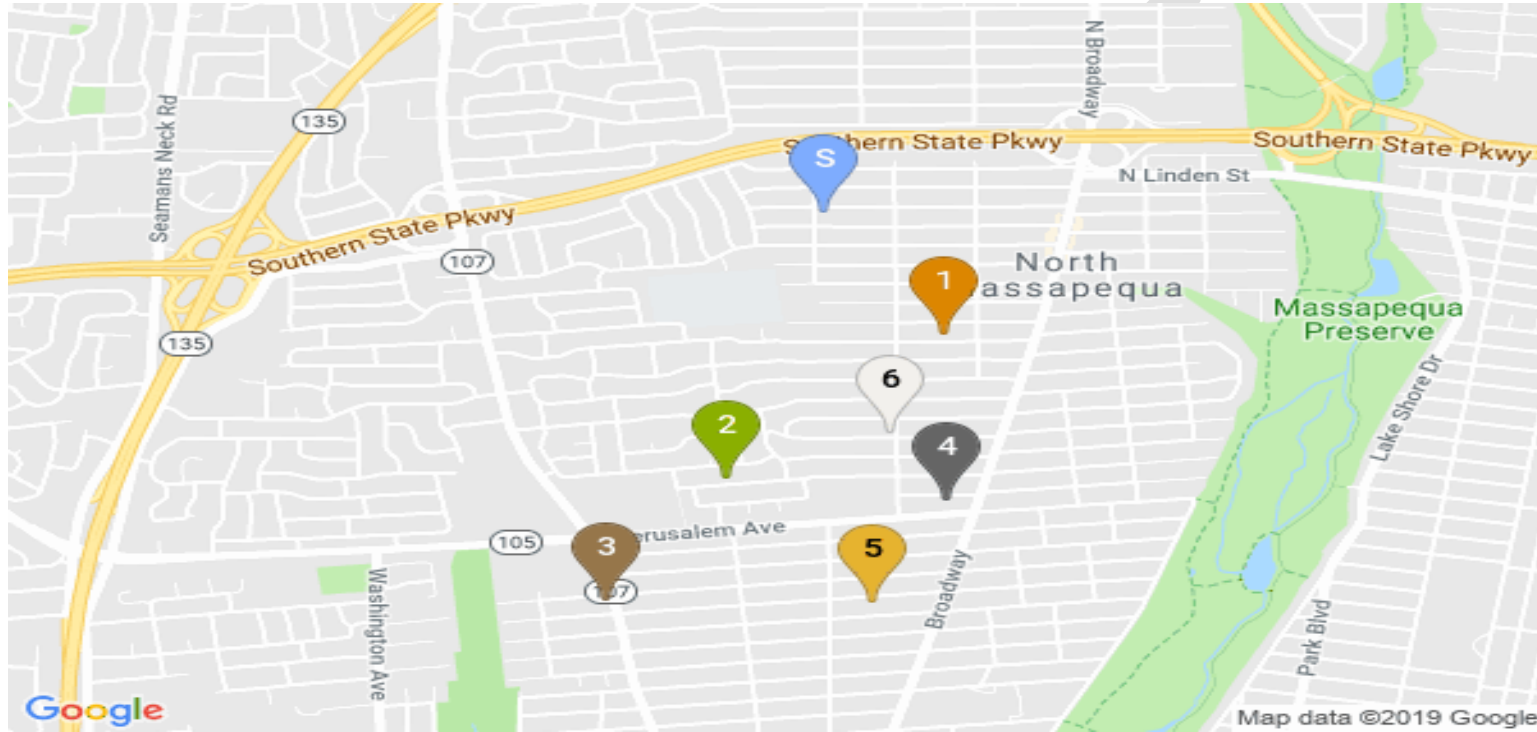 N Broadway
Seamans Neck Rd
135
S
hern State Pkwy
Southern State Pkwy
N Linden St
Southern State Pkwy
107
1
North
assapequa
Massapequa
Preserve
135
6
2
4
Lake Shore Dr
105
erusalem Ave
3
5
107
Washington Ave
Broadway
Park Blvd
Google
Map data ©2019 Google